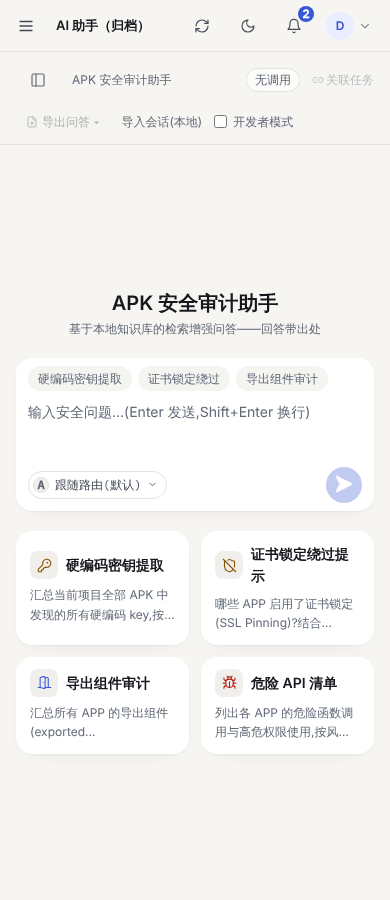 AI 助手（归档）
2
D
APK 安全审计助手
无调用
关联任务
导出问答
导入会话(本地)
开发者模式
APK 安全审计助手
基于本地知识库的检索增强问答——回答带出处
硬编码密钥提取
证书锁定绕过
导出组件审计
输入安全问题...(Enter 发送,Shift+Enter 换行)
A
跟随路由(默认)
硬编码密钥提取
汇总当前项目全部 APK 中
发现的所有硬编码 key,按...
证书锁定绕过提
示
哪些 APP 启用了证书锁定
(SSL Pinning)?结合...
导出组件审计
汇总所有 APP 的导出组件
(exported...
危险 API 清单
列出各 APP 的危险函数调
用与高危权限使用,按风...